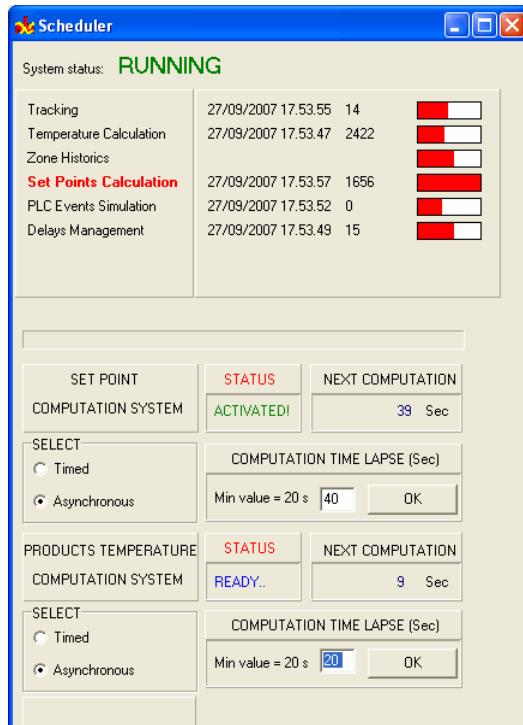 Scheduler
System status: RUNNING
Tracking 27/09/2007 17.53.55 14
Temperature Calculation 27/09/2007 17.53.47 2422
Zone Historics
Set Points Calculation 27/09/2007 17.53.57 1656
PLC Events Simulation 27/09/2007 17.53.52 0
Delays Management 27/09/2007 17.53.49 15
SET POINT STATUS NEXT COMPUTATION
COMPUTATION SYSTEM ACTIVATED! 39 Sec
SELECT
COMPUTATION TIME LAPSE (Sec)
Timed
Asynchronous Min value = 20 s 40 OK
PRODUCTS TEMPERATURE STATUS NEXT COMPUTATION
COMPUTATION SYSTEM READY.. 9 Sec
SELECT
COMPUTATION TIME LAPSE (Sec)
Timed
Asynchronous Min value = 20 s 20 OK